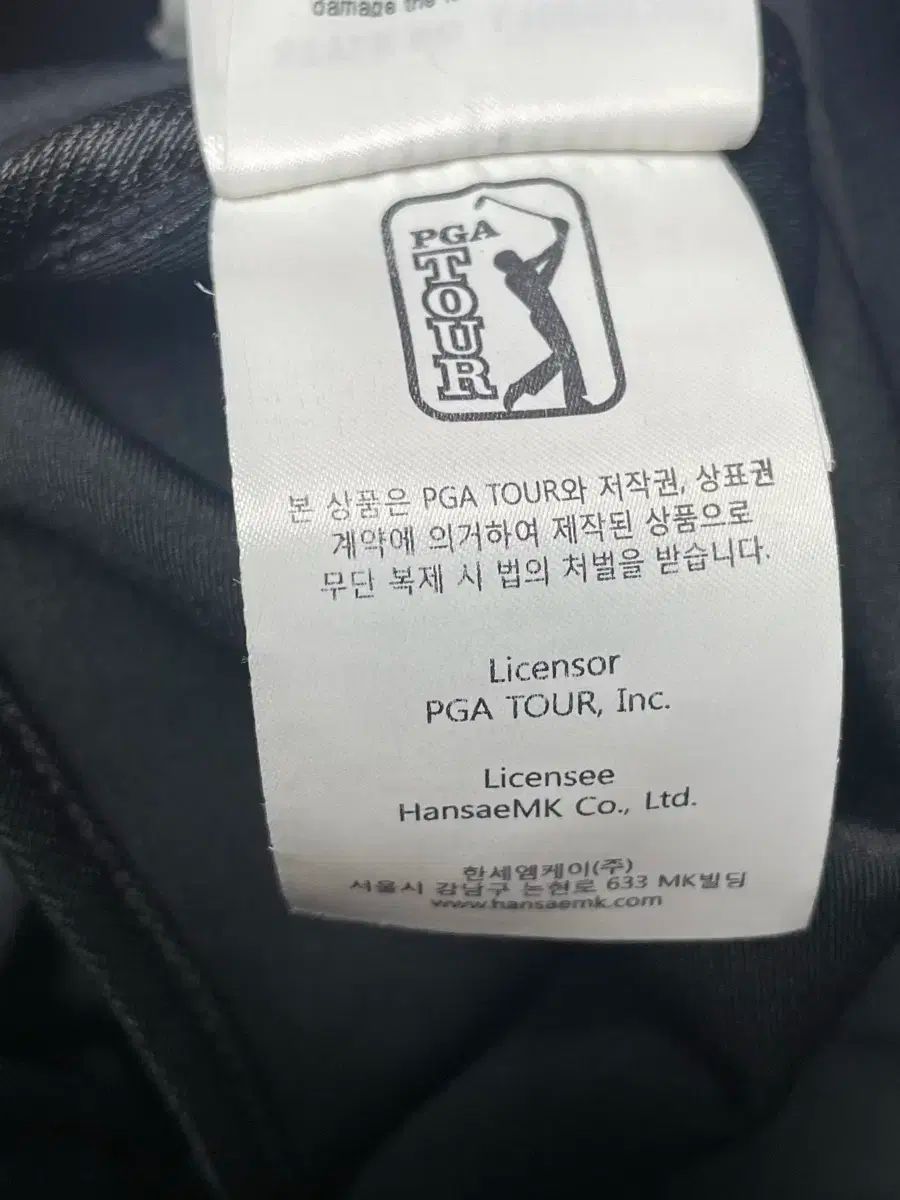 damage the
PGA
TOUR
본 상품은 PGA TOUR와 저작권, 상표권
계약에 의거하여 제작된 상품으로
무단 복제 시 법의 처벌을 받습니다.
Licensor
PGA TOUR, Inc.
Licensee
HansaeMK Co., Ltd.
한세엠케이(주)
서울시 강남구 논현로 633 MK빌딩
www.hansaemk.com